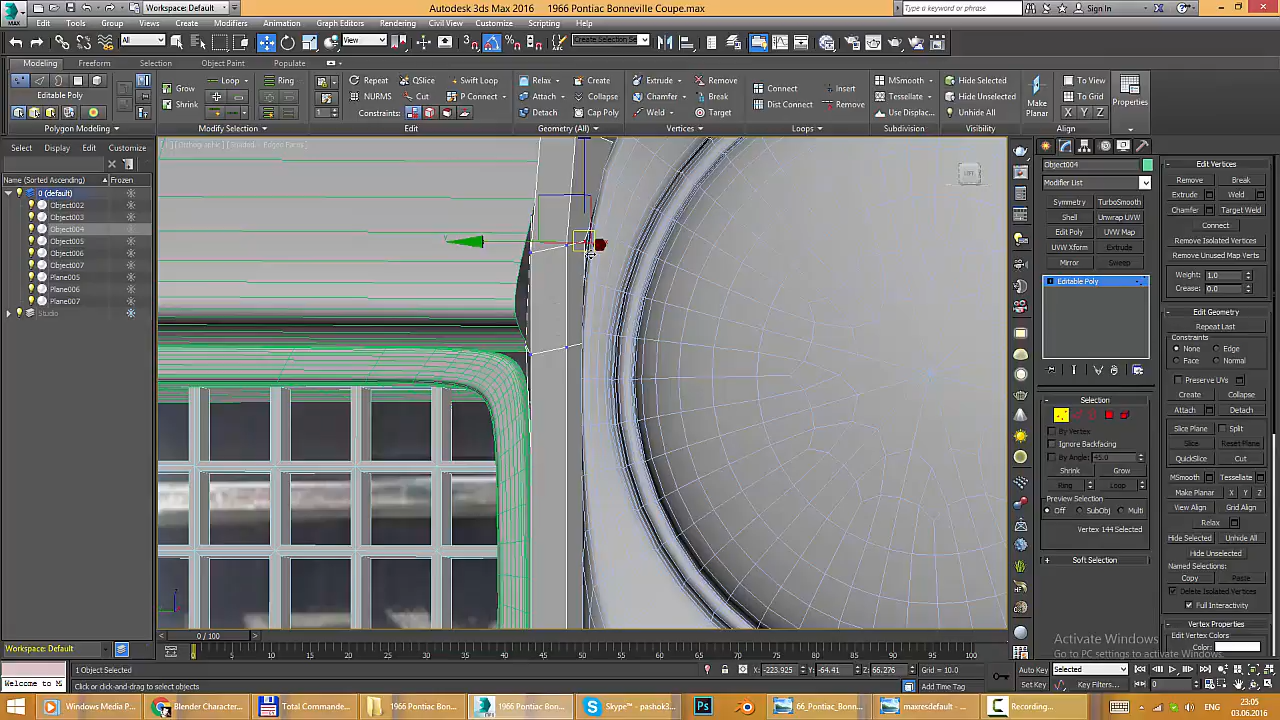 MAX
Workspace: Default
Autodesk 3ds Max 2016
1966 Pontiac Bonneville Coupe.max
Type a keyword or phrase
Sign In
Edit Tools Group Views Create Modifiers Animation Graph Editors Rendering Civil View Customize Scripting Help
All View Create Selection Se
Modeling Freeform Selection Object Paint Populate
Editable Poly
Grow
Shrink
Loop
Ring
Repeat QSlice Swift Loop
NURMS Cut P Connect
Constraints:
Relax Create
Attach Collapse
Detach Cap Poly
Extrude Remove
Chamfer Break
Weld Target
Connect Insert
Dist Connect Remove
MSmooth
Tessellate
Use Displac...
Hide Selected
Hide Unselected
Unhide All
Make Planar
To View
To Grid
X Y Z
Properties
Polygon Modeling Modify Selection Edit Geometry (All) Vertices Loops Subdivision Visibility Align
Select Display Edit Customize
Name (Sorted Ascending) Frozen
0 (default)
Object002
Object003
Object004
Object005
Object006
Object007
Plane005
Plane006
Plane007
Studio
Workspace: Default
Object004
Modifier List
Symmetry TurboSmooth
Shell Unwrap UVW
Edit Poly UVW Map
UVW Xform Extrude
Mirror Sweep
Editable Poly
Selection
By Vertex
Ignore Backfacing
By Angle: 45.0
Shrink Grow
Ring Loop
Preview Selection
Off SubObj Multi
Vertex 144 Selected
Soft Selection
Edit Vertices
Remove Break
Extrude Weld
Chamfer Target Weld
Connect
Remove Isolated Vertices
Remove Unused Map Verts
Weight: 1.0
Crease: 0.0
Edit Geometry
Repeat Last
Constraints
None Edge
Face Normal
Preserve UVs
Create Collapse
Attach Detach
Slice Plane Split
Slice Reset Plane
QuickSlice Cut
MSmooth Tessellate
Make Planar X Y Z
View Align Grid Align
Relax
Hide Selected Unhide All
Hide Unselected
Named Selections:
Copy Paste
Delete Isolated Vertices
Full Interactivity
Vertex Properties
Edit Vertex Colors
Color:
Activate Windows
Go to PC settings to activate Windows.
0 / 100
0 5 10 15 20 25 30 35 40 45 50 55 60 65 70 75 80 85 90 95 100
Welcome to M
1 Object Selected
Click or click-and-drag to select objects
X: -223.925 Y: -64.41 Z: 65.276 Grid = 10.0
Add Time Tag
Auto Key Selected
Set Key Key Filters...
0
Windows Media P...
Blender Character...
Total Commande...
1966 Pontiac Bon...
1966 Pontiac Bon...
Skype™ - pashok3...
Ps
66_Pontiac_Bonn...
maxresdefault - ...
Recording...
23:05
03.06.2016